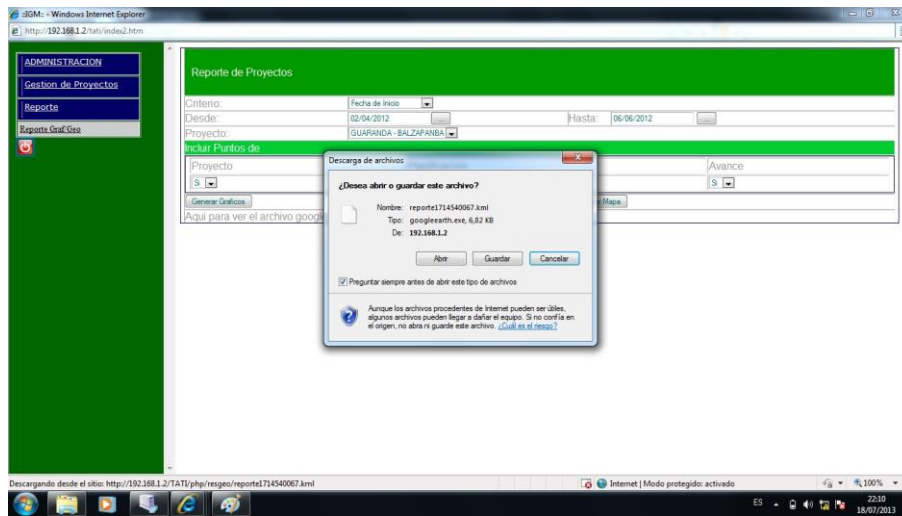 ::IGM:: - Windows Internet Explorer
http://192.168.1.2/tati/index2.htm
ADMINISTRACION
Gestion de Proyectos
Reporte
Reporte Graf/Geo
Reporte de Proyectos
Criterio:
Fecha de Inicio
Desde:
02/04/2012
...
Hasta:
06/06/2012
...
Proyecto:
GUARANDA - BALZAPANBA
Incluir Puntos de
Proyecto
Avance
S
S
Generar Graficos
Mapa
Aqui para ver el archivo goog
Descarga de archivos
¿Desea abrir o guardar este archivo?
Nombre: reporte1714540067.kml
Tipo: googleearth.exe, 6,82 KB
De: 192.168.1.2
Abrir
Guardar
Cancelar
Preguntar siempre antes de abrir este tipo de archivos
Aunque los archivos procedentes de Internet pueden ser útiles,
algunos archivos pueden llegar a dañar el equipo. Si no confía en
el origen, no abra ni guarde este archivo. ¿Cuál es el riesgo?
Descargando desde el sitio: http://192.168.1.2/TATI/php/resgeo/reporte1714540067.kml
Internet | Modo protegido: activado
100%
ES
22:10
18/07/2013